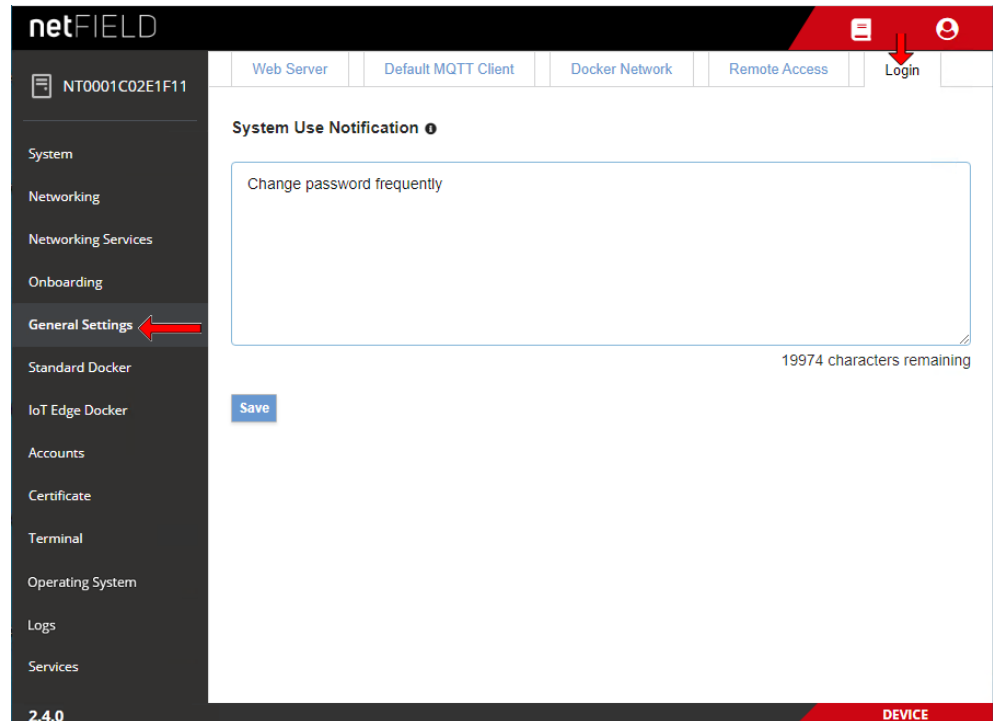 netFIELD
NT0001C02E1F11
System
Networking
Networking Services
Onboarding
General Settings
Standard Docker
IoT Edge Docker
Accounts
Certificate
Terminal
Operating System
Logs
Services
2.4.0
Web Server Default MQTT Client Docker Network Remote Access Login
System Use Notification
Change password frequently
19974 characters remaining
Save
DEVICE